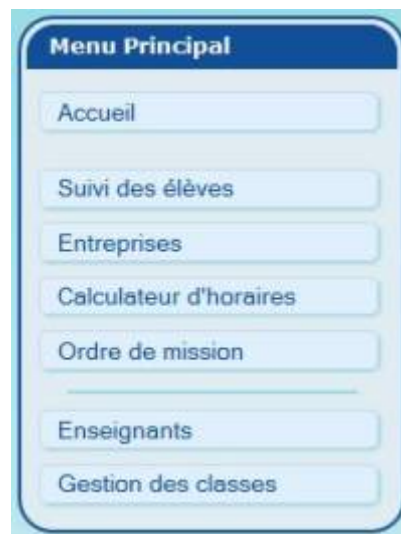 Menu Principal
Accueil
Suivi des élèves
Entreprises
Calculateur d'horaires
Ordre de mission
Enseignants
Gestion des classes